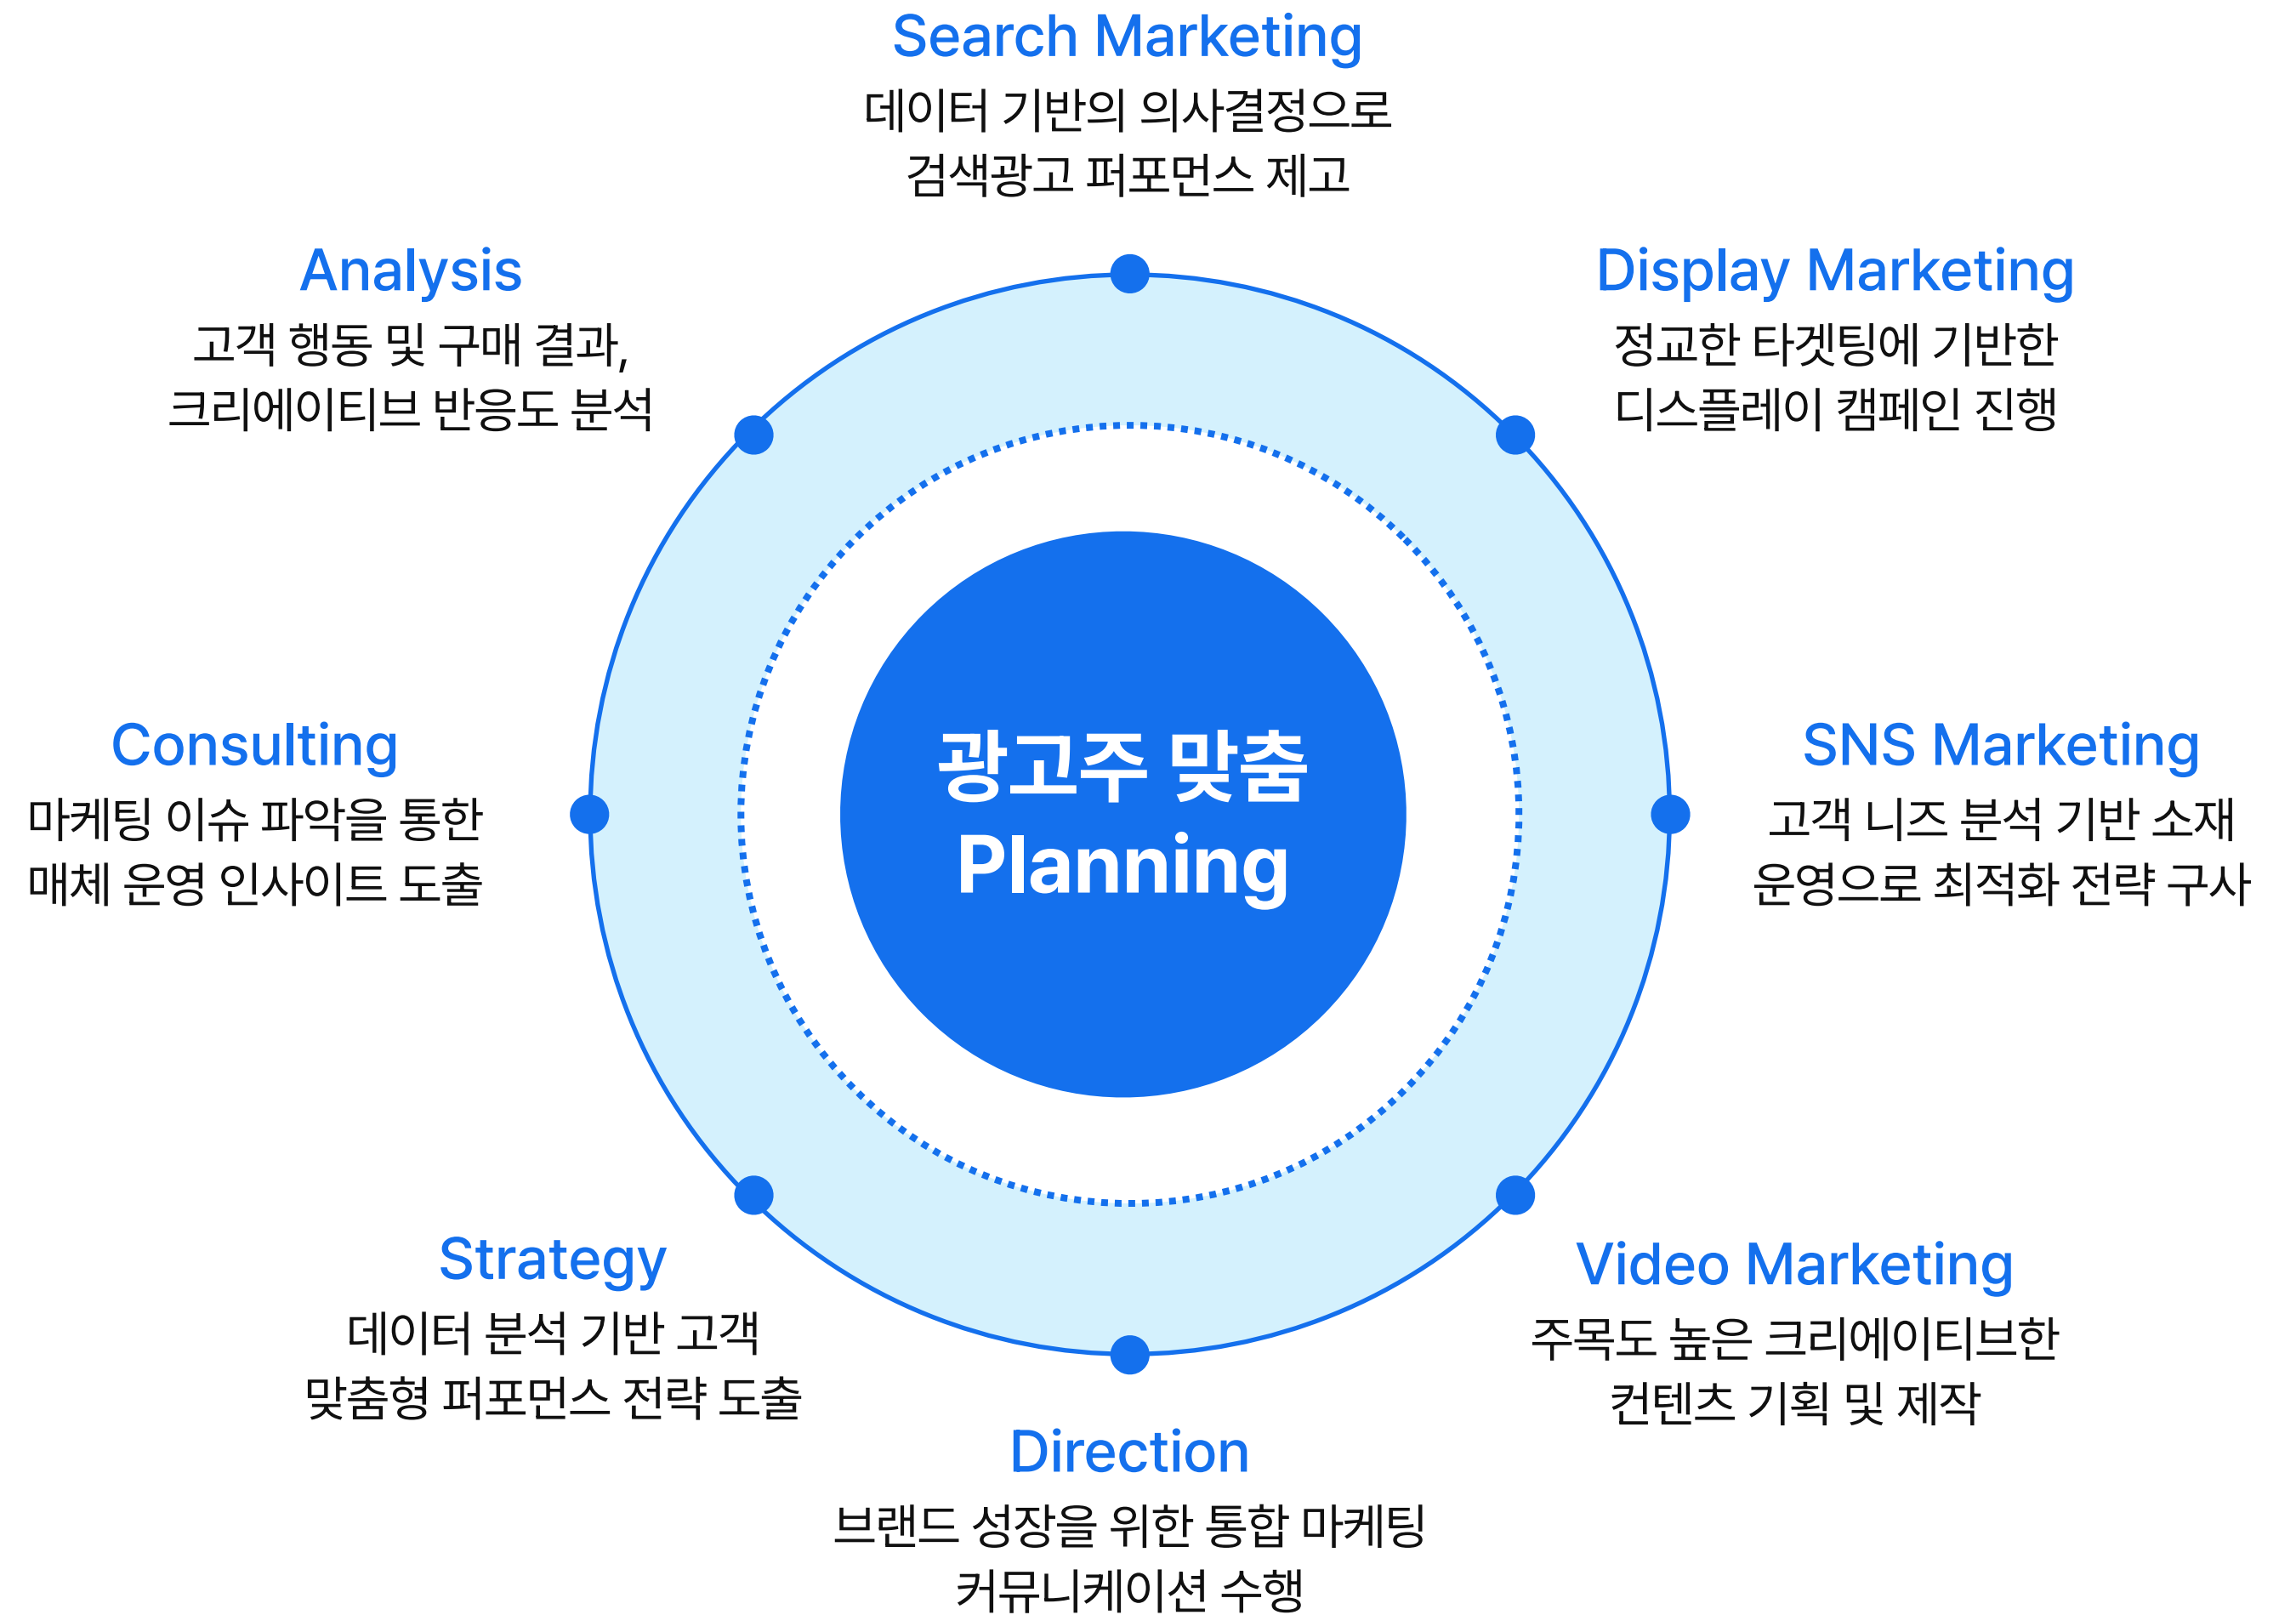 Search Marketing
데이터 기반의 의사결정으로
검색광고 퍼포먼스 제고
Analysis
고객 행동 및 구매 결과,
크리에이티브 반응도 분석
Display Marketing
정교한 타겟팅에 기반한
디스플레이 캠페인 진행
Consulting
마케팅 이슈 파악을 통한
매체 운영 인사이트 도출
광고주 맞춤
Planning
SNS Marketing
고객 니즈 분석 기반 소재
운영으로 최적화 전략 구사
Strategy
데이터 분석 기반 고객
맞춤형 퍼포먼스 전략 도출
Video Marketing
주목도 높은 크리에이티브한
컨텐츠 기획 및 제작
Direction
브랜드 성장을 위한 통합 마케팅
커뮤니케이션 수행